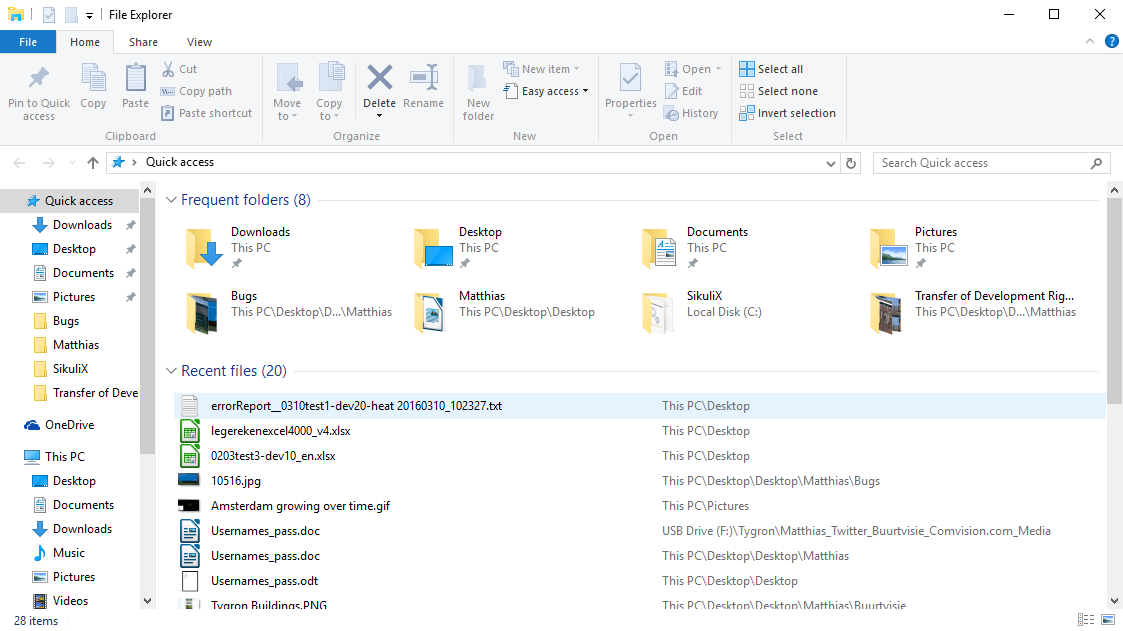 File Explorer
File Home Share View
Pin to Quick access
Copy
Paste
Cut
Copy path
Paste shortcut
Clipboard
Move to
Copy to
Delete
Rename
Organize
New folder
New item
Easy access
New
Properties
Open
Edit
History
Open
Select all
Select none
Invert selection
Select
Quick access
Search Quick access
Quick access
Downloads
Desktop
Documents
Pictures
Bugs
Matthias
SikuliX
Transfer of Deve
OneDrive
This PC
Desktop
Documents
Downloads
Music
Pictures
Videos
Frequent folders (8)
Downloads
This PC
Desktop
This PC
Documents
This PC
Pictures
This PC
Bugs
This PC\Desktop\D...\Matthias
Matthias
This PC\Desktop\Desktop
SikuliX
Local Disk (C:)
Transfer of Development Rig...
This PC\Desktop\D...\Matthias
Recent files (20)
errorReport__0310test1-dev20-heat 20160310_102327.txt This PC\Desktop
legerekenexcel4000_v4.xlsx This PC\Desktop
0203test3-dev10_en.xlsx This PC\Desktop
10516.jpg This PC\Desktop\Desktop\Matthias\Bugs
Amsterdam growing over time.gif This PC\Pictures
Usernames_pass.doc USB Drive (F:)\Tygron\Matthias_Twitter_Buurtvisie_Comvision.com_Media
Usernames_pass.doc This PC\Desktop\Desktop\Matthias
Usernames_pass.odt This PC\Desktop\Desktop
Tygron Buildings.PNG This PC\Desktop\Desktop\Matthias\Buurtvisie
28 items